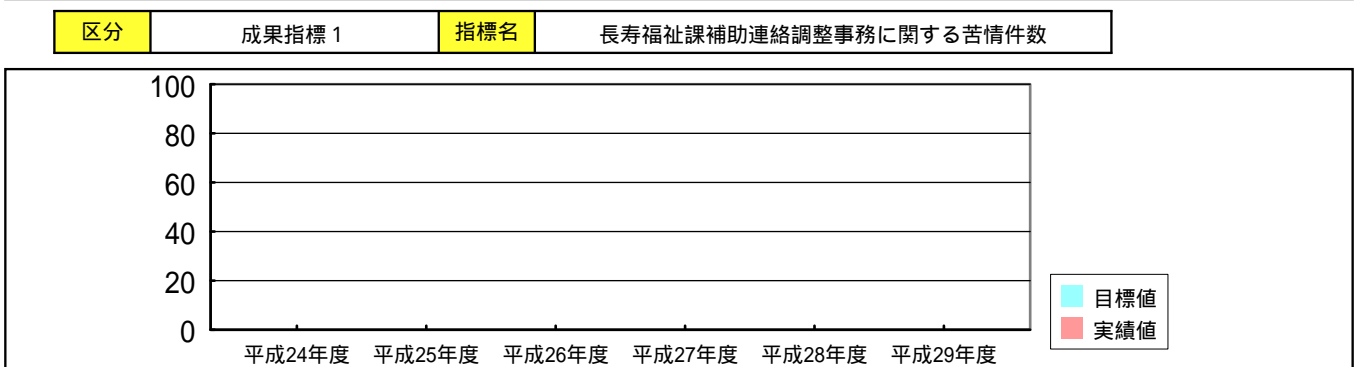 区分 成果指標1 指標名 長寿福祉課補助連絡調整事務に関する苦情件数
100
80
60
40
20
0
平成24年度 平成25年度 平成26年度 平成27年度 平成28年度 平成29年度
目標値
実績値